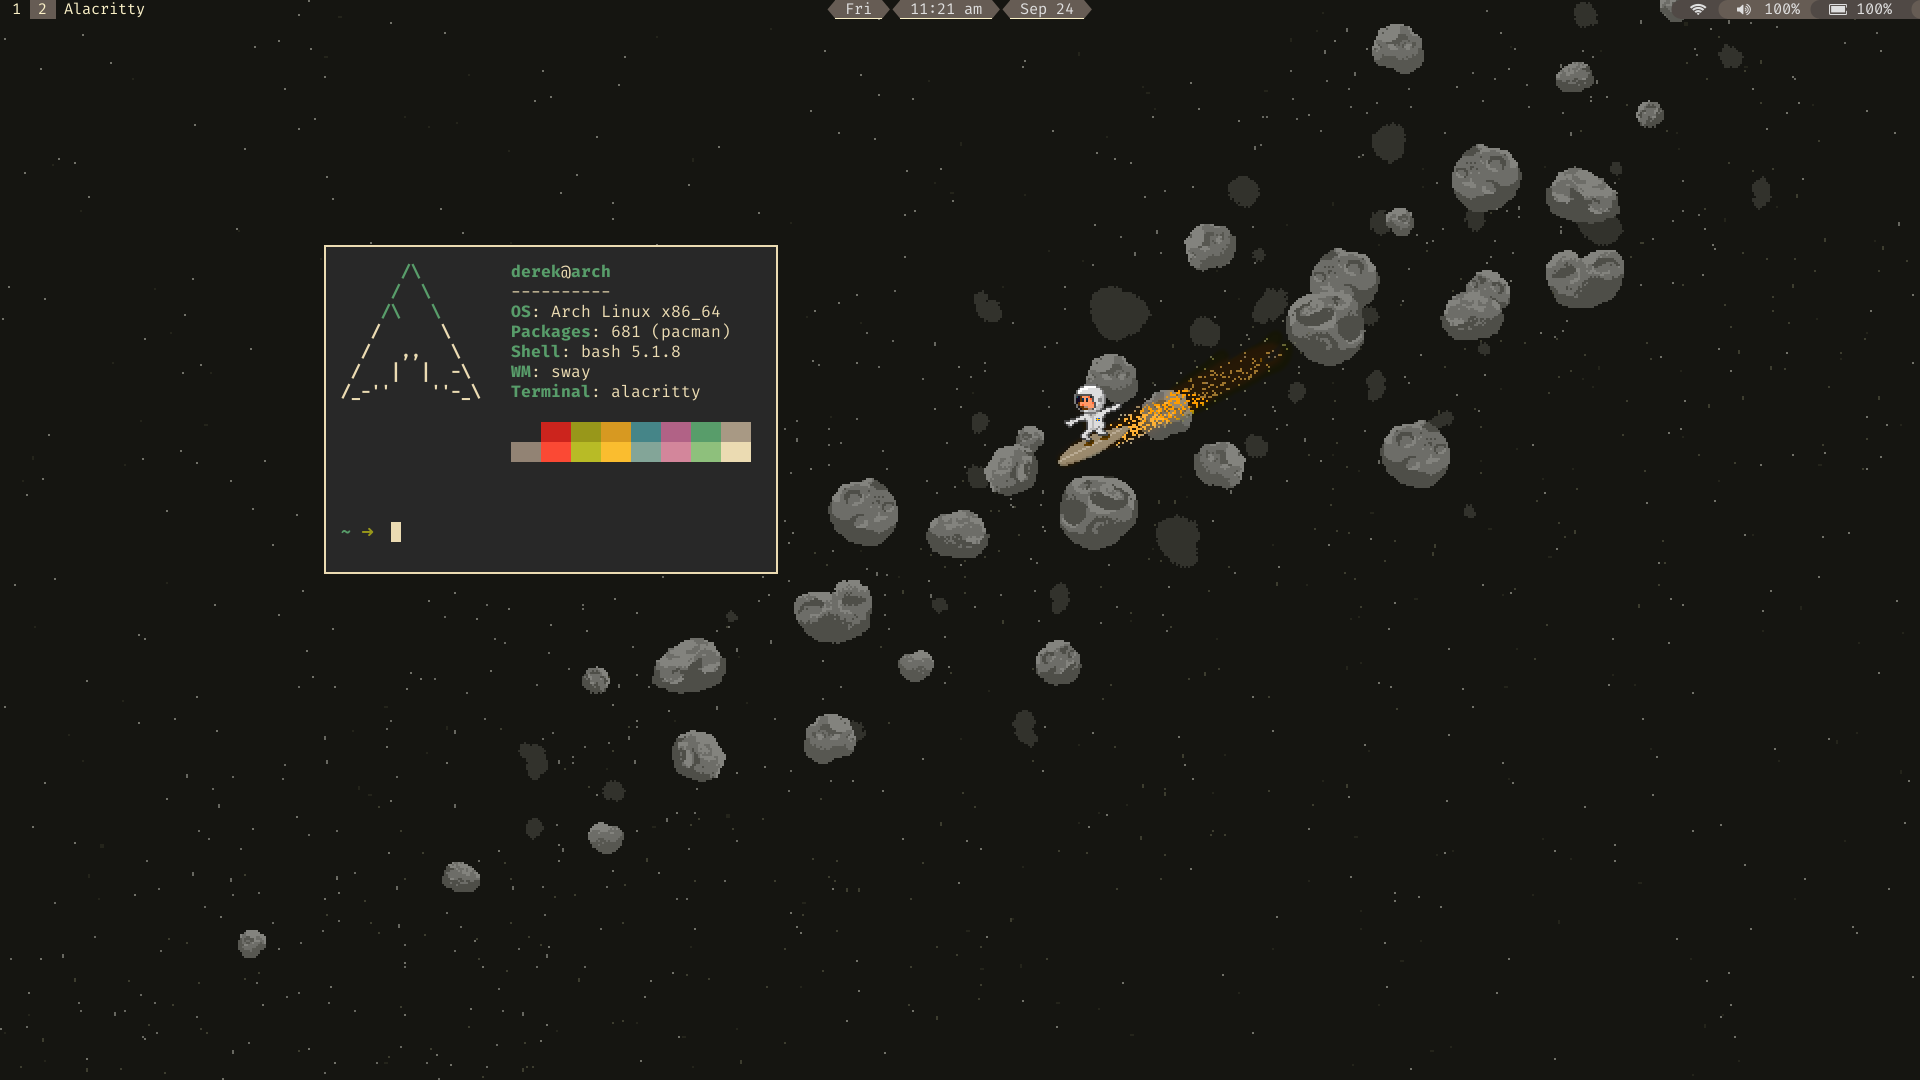 1 2 Alacritty
Fri 11:21 am Sep 24
100% 100%
derek@arch
----------
OS: Arch Linux x86_64
Packages: 681 (pacman)
Shell: bash 5.1.8
WM: sway
Terminal: alacritty
~ →